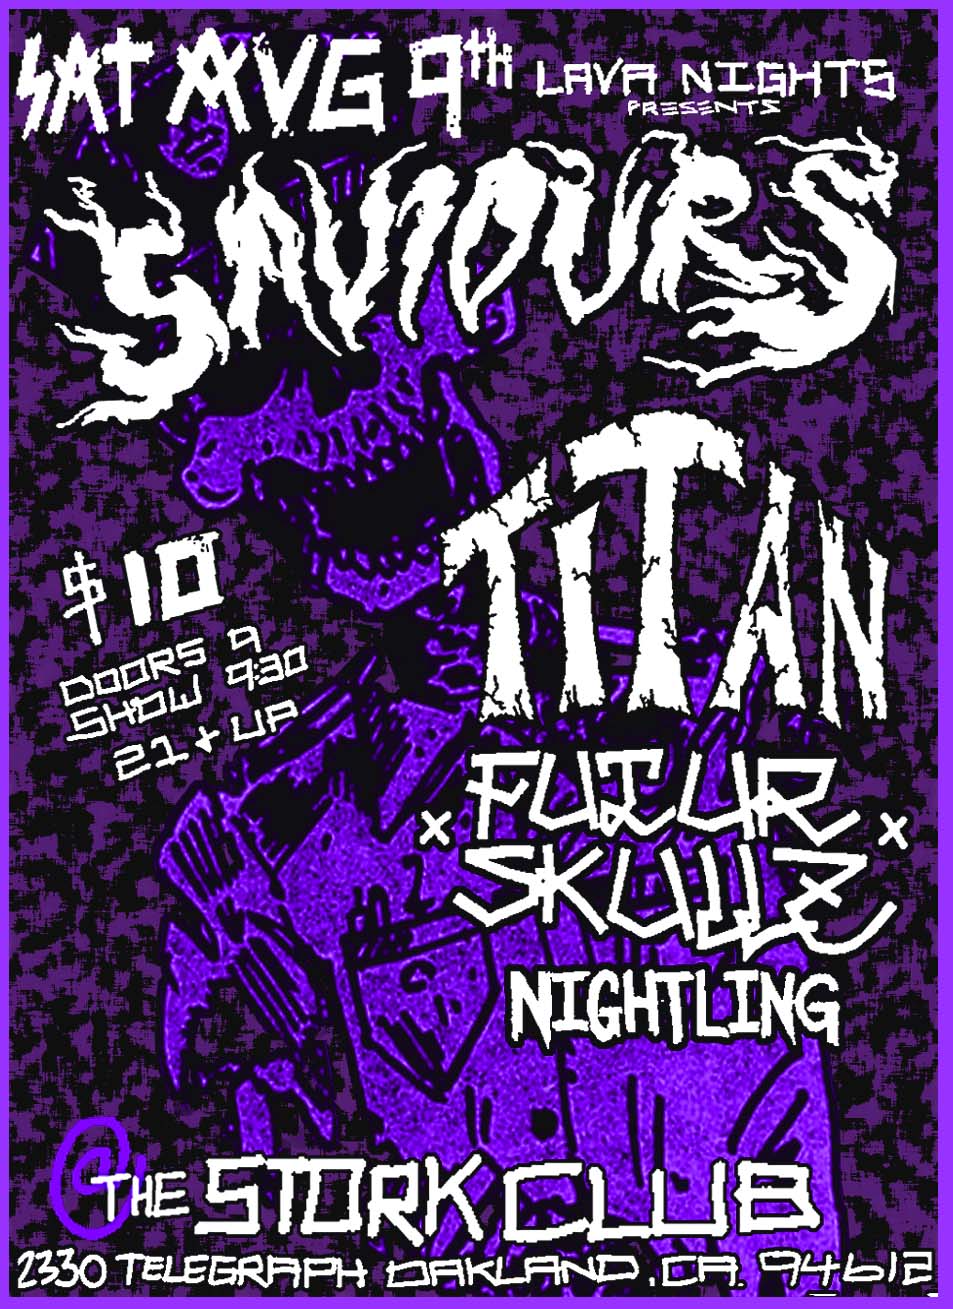 SAT AUG 9th LAVA NIGHTS
PRESENTS
SAVIOURS
TITAN
$10
DOORS 9
SHOW 9:30
21 + UP
x FUTUR x
SKULLZ
NIGHTLING
@ THE STORK CLUB
2330 TELEGRAPH OAKLAND, CA. 94612